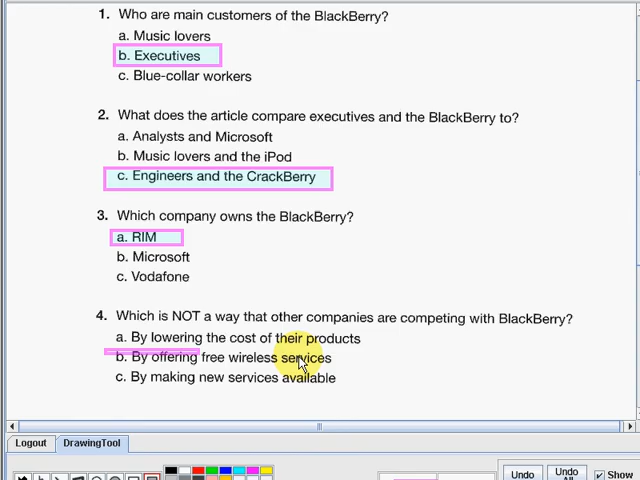 1. Who are main customers of the BlackBerry?
a. Music lovers
b. Executives
c. Blue-collar workers
2. What does the article compare executives and the BlackBerry to?
a. Analysts and Microsoft
b. Music lovers and the iPod
c. Engineers and the CrackBerry
3. Which company owns the BlackBerry?
a. RIM
b. Microsoft
c. Vodafone
4. Which is NOT a way that other companies are competing with BlackBerry?
a. By lowering the cost of their products
b. By offering free wireless services
c. By making new services available
Logout DrawingTool
Undo Undo All Show